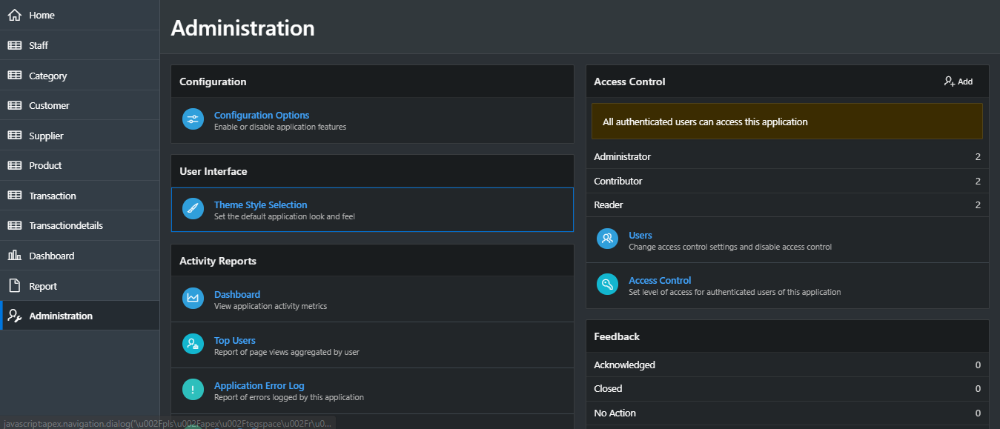 Home
Staff
Category
Customer
Supplier
Product
Transaction
Transactiondetails
Dashboard
Report
Administration
Administration
Configuration
Configuration Options
Enable or disable application features
User Interface
Theme Style Selection
Set the default application look and feel
Activity Reports
Dashboard
View application activity metrics
Top Users
Report of page views aggregated by user
Application Error Log
Report of errors logged by this application
Access Control
Add
All authenticated users can access this application
Administrator 2
Contributor 2
Reader 2
Users
Change access control settings and disable access control
Access Control
Set level of access for authenticated users of this application
Feedback
Acknowledged 0
Closed 0
No Action 0
javascript:apex.navigation.dialog('\u002Fpls\u002Fapex\u002Ftegspace\u002Fr\u0...